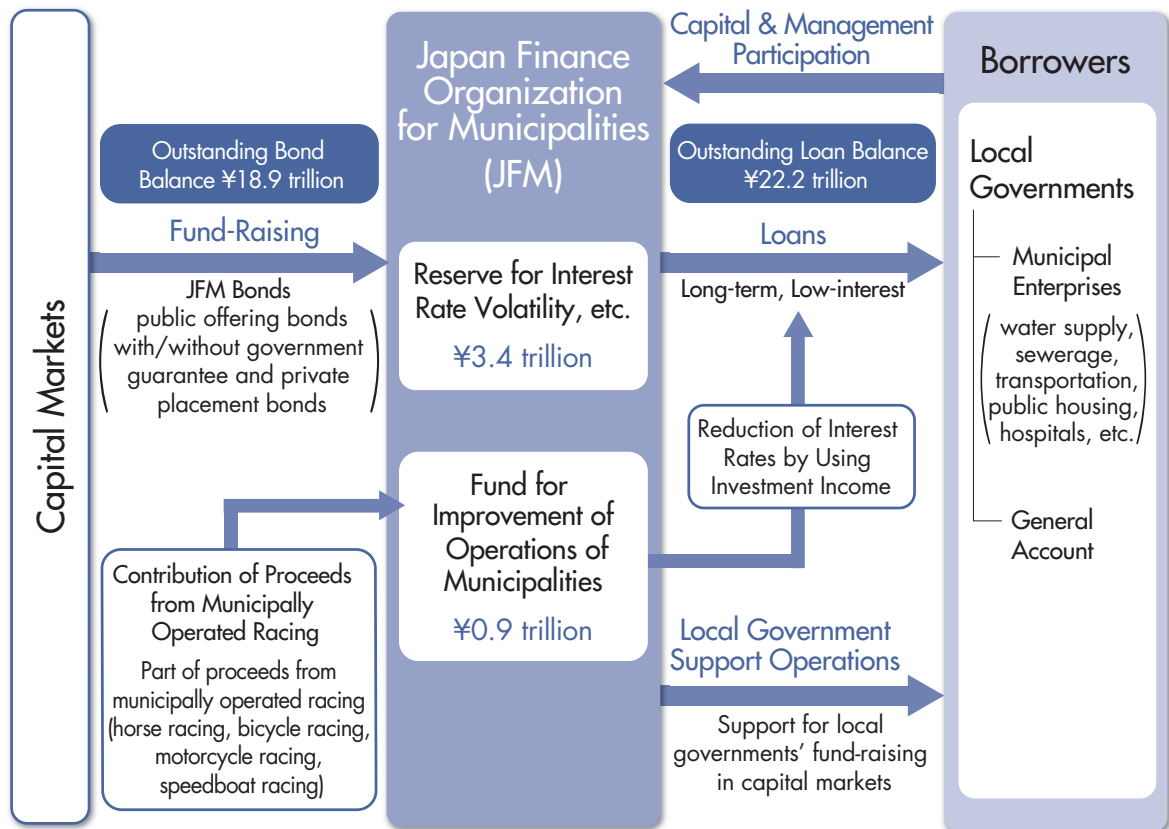 Capital Markets
Outstanding Bond
Balance ¥18.9 trillion
Fund-Raising
JFM Bonds
(public offering bonds
with/without government
guarantee and private
placement bonds)
Contribution of Proceeds
from Municipally
Operated Racing
Part of proceeds from
municipally operated racing
(horse racing, bicycle racing,
motorcycle racing,
speedboat racing)
Japan Finance
Organization
for Municipalities
(JFM)
Reserve for Interest
Rate Volatility, etc.
¥3.4 trillion
Fund for
Improvement of
Operations of
Municipalities
¥0.9 trillion
Capital & Management
Participation
Outstanding Loan Balance
¥22.2 trillion
Loans
Long-term, Low-interest
Reduction of Interest
Rates by Using
Investment Income
Local Government
Support Operations
Support for local
governments’ fund-raising
in capital markets
Borrowers
Local
Governments
Municipal
Enterprises
(water supply,
sewerage,
transportation,
public housing,
hospitals, etc.)
General
Account